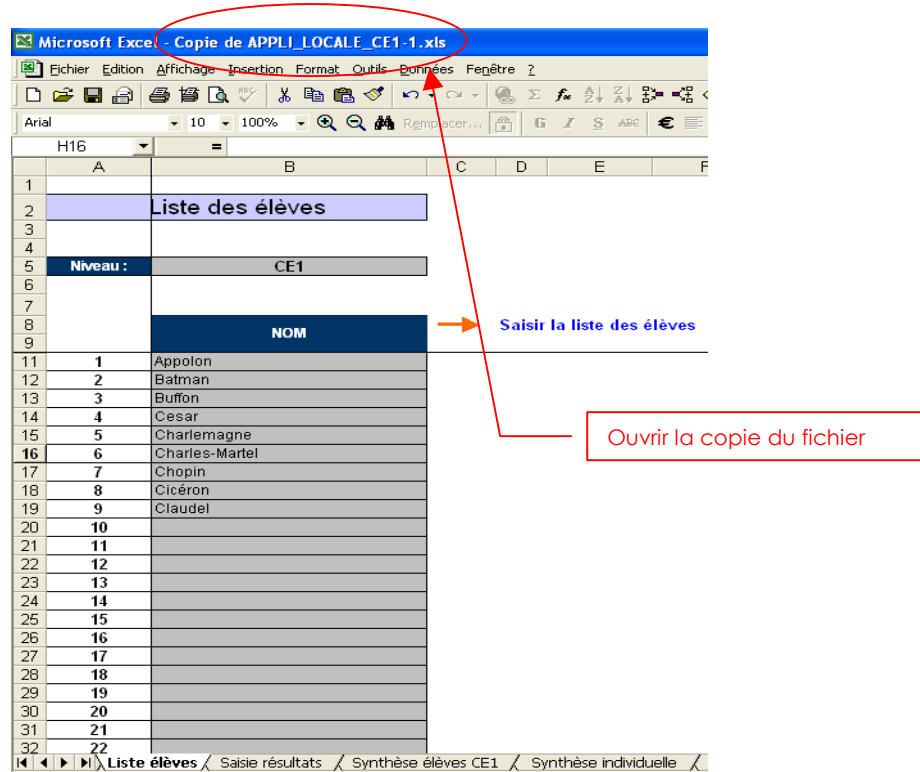 Microsoft Exce - Copie de APPLI_LOCALE_CE1-1.xls
Fichier Edition Affichage Insertion Format Outils Données Fenêtre ?
Arial 10 100% Remplacer... G I S ABC €
H16 =
A B C D E F
1
2 Liste des élèves
3
4
5 Niveau : CE1
6
7
8 Saisir la liste des élèves
NOM
9
11 1 Appolon
12 2 Batman
13 3 Buffon
14 4 Cesar
15 5 Charlemagne
Ouvrir la copie du fichier
16 6 Charles-Martel
17 7 Chopin
18 8 Cicéron
19 9 Claudel
20 10
21 11
22 12
23 13
24 14
25 15
26 16
27 17
28 18
29 19
30 20
31 21
32 22
Liste élèves / Saisie résultats / Synthèse élèves CE1 / Synthèse individuelle /